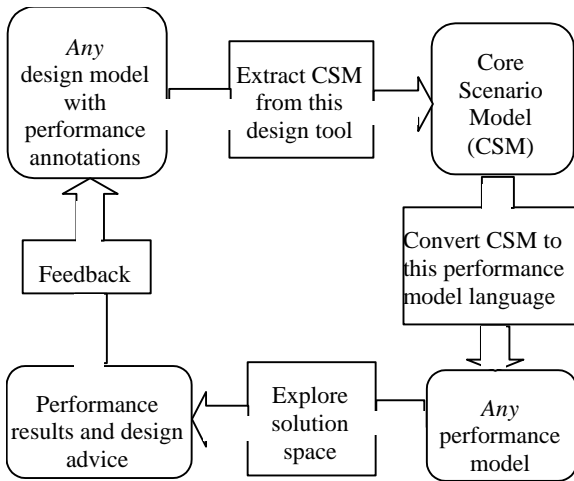 Any
design model
with
performance
annotations
Extract CSM
from this
design tool
Core
Scenario
Model
(CSM)
Convert CSM to
this performance
model language
Any
performance
model
Explore
solution
space
Performance
results and design
advice
Feedback